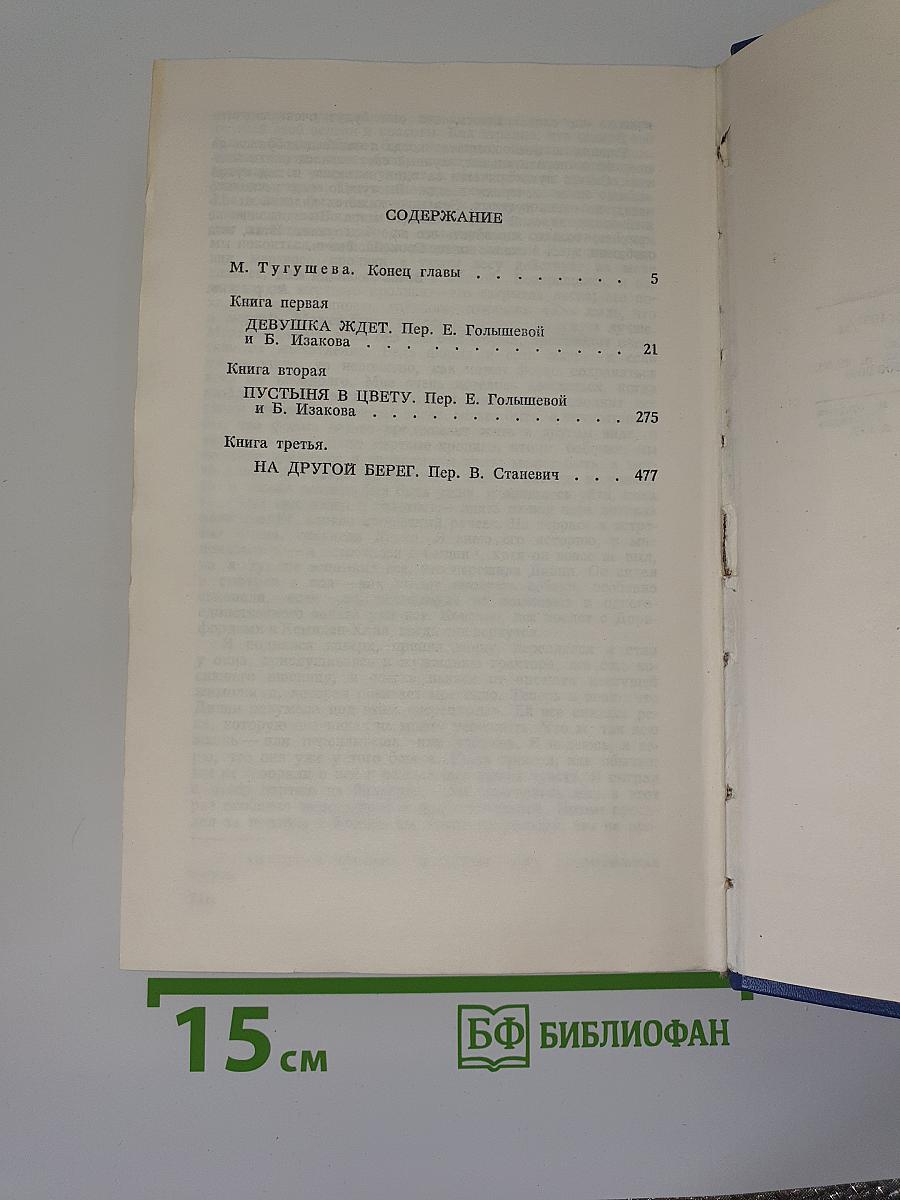 СОДЕРЖАНИЕ
М. Тугушева. Конец главы . . . . . . . . 5
Книга первая
ДЕВУШКА ЖДЕТ. Пер. Е. Голышевой
и Б. Изакова . . . . . . . . . . . . . 21
Книга вторая
ПУСТЫНЯ В ЦВЕТУ. Пер. Е. Голышевой
и Б. Изакова . . . . . . . . . . . . . 275
Книга третья.
НА ДРУГОЙ БЕРЕГ. Пер. В. Станевич . . . 477
15 см
БФ БИБЛИОФАН